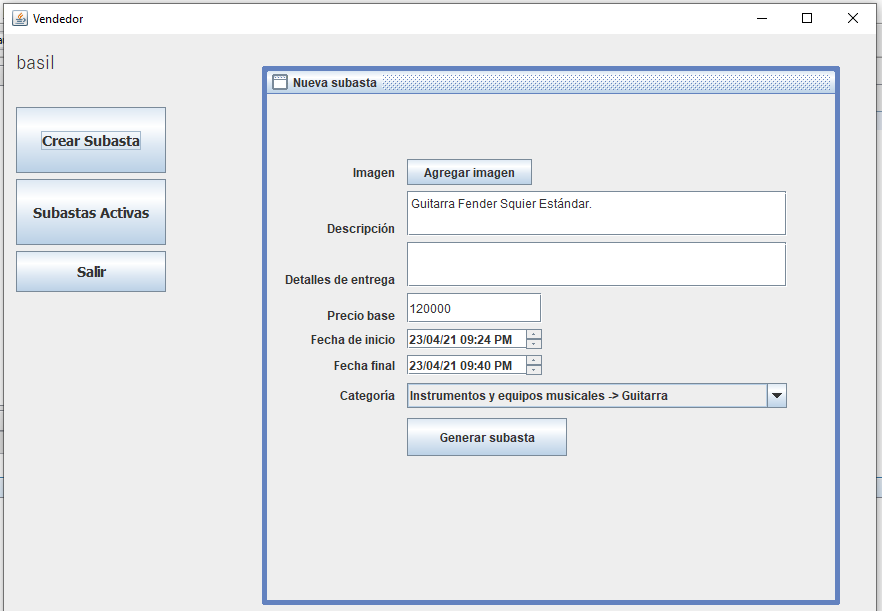 Vendedor
basil
Nueva subasta
Crear Subasta
Subastas Activas
Salir
Imagen Agregar imagen
Guitarra Fender Squier Estándar.
Descripción
Detalles de entrega
Precio base 120000
Fecha de inicio 23/04/21 09:24 PM
Fecha final 23/04/21 09:40 PM
Categoría Instrumentos y equipos musicales -> Guitarra
Generar subasta